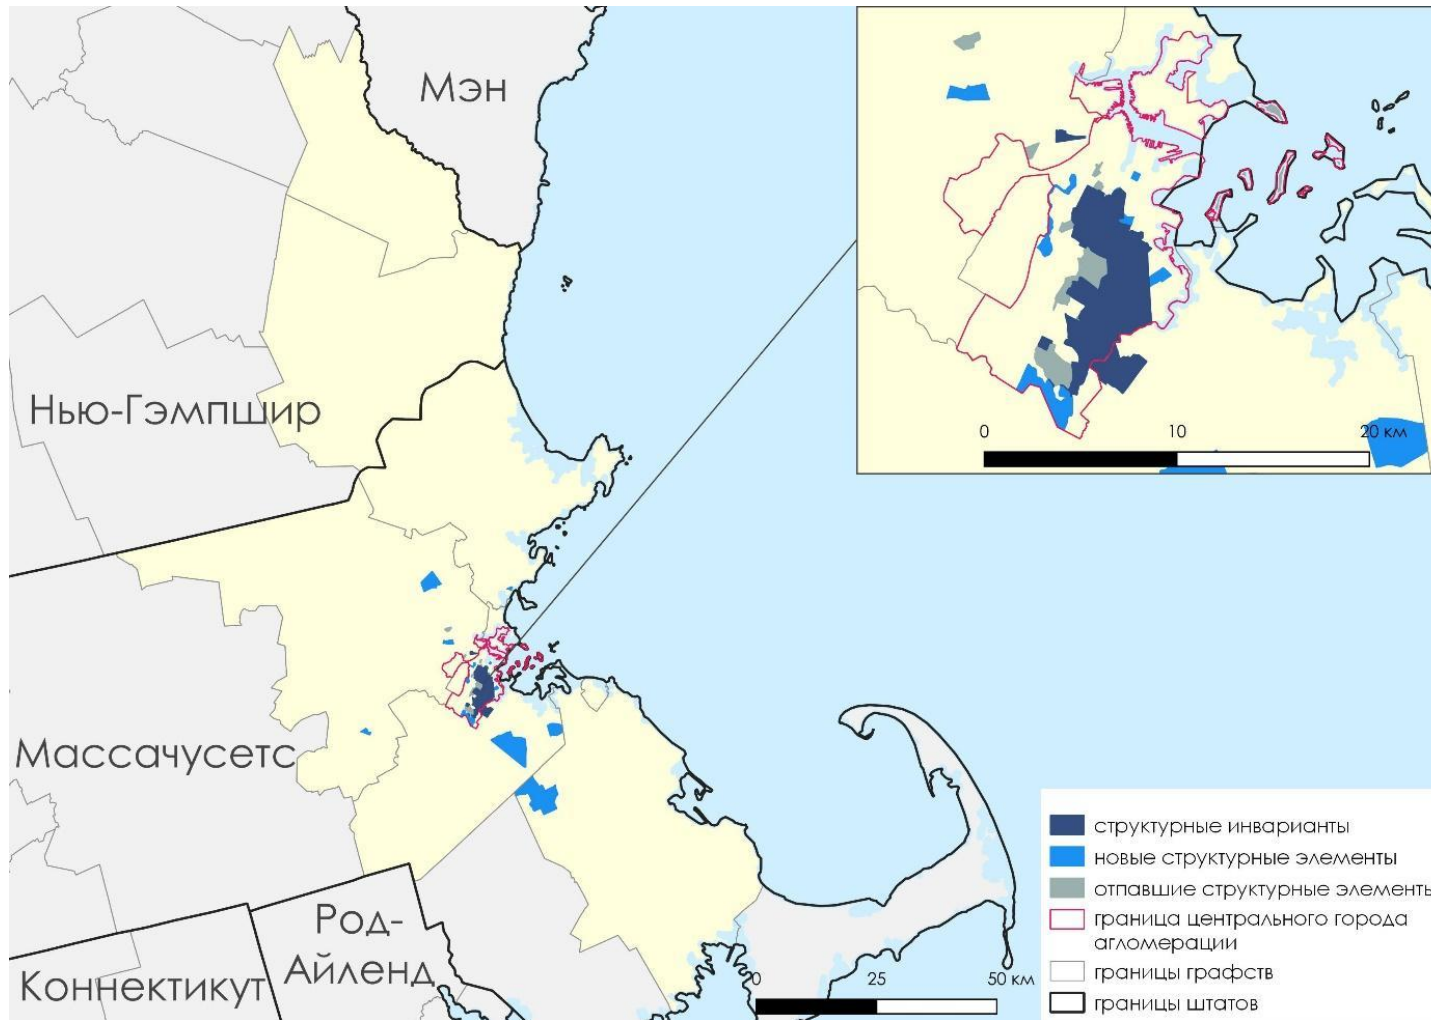 Мэн
0 10 20 км
Нью-Гэмпшир
Массачусетс
структурные инварианты
новые структурные элементы
отпавшие структурные элементы
граница центрального города
агломерации
границы графств
границы штатов
Род-
Айленд
0 25 50 км
Коннектикут